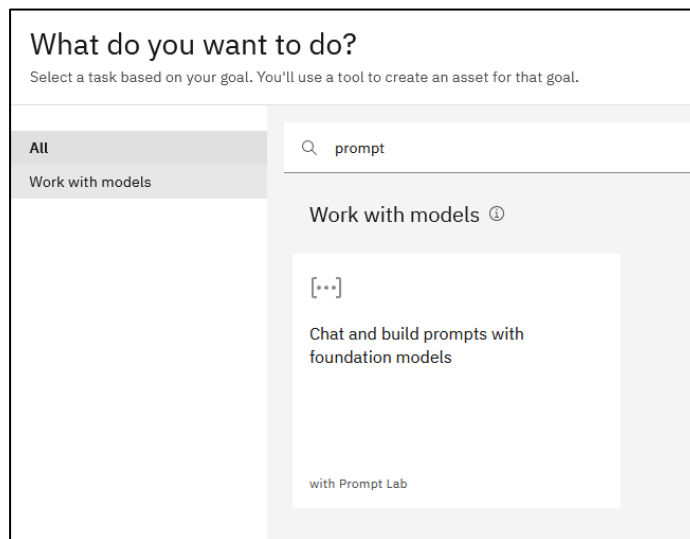 What do you want to do?
Select a task based on your goal. You'll use a tool to create an asset for that goal.
All
Work with models
prompt
Work with models
Chat and build prompts with
foundation models
with Prompt Lab